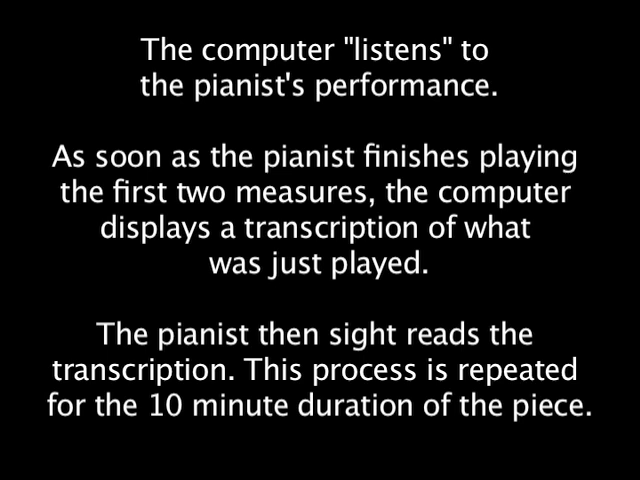 The computer "listens" to
the pianist's performance.
As soon as the pianist finishes playing
the first two measures, the computer
displays a transcription of what
was just played.
The pianist then sight reads the
transcription. This process is repeated
for the 10 minute duration of the piece.